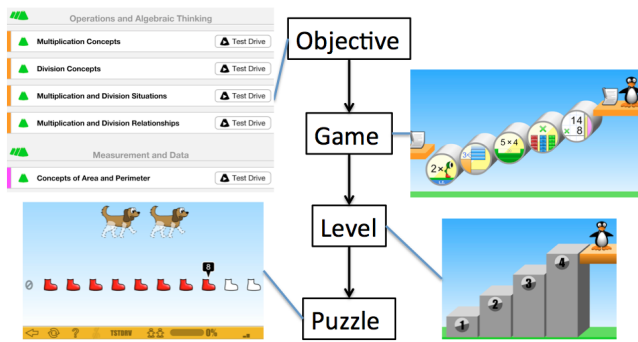 Operations and Algebraic Thinking
Multiplication Concepts
Test Drive
Division Concepts
Test Drive
Multiplication and Division Situations
Test Drive
Multiplication and Division Relationships
Test Drive
Measurement and Data
Concepts of Area and Perimeter
Test Drive
Objective
Game
2×
3×
5×4
14
× 8
Level
1
2
3
4
Puzzle
0
8
?
TSTDRV
0%